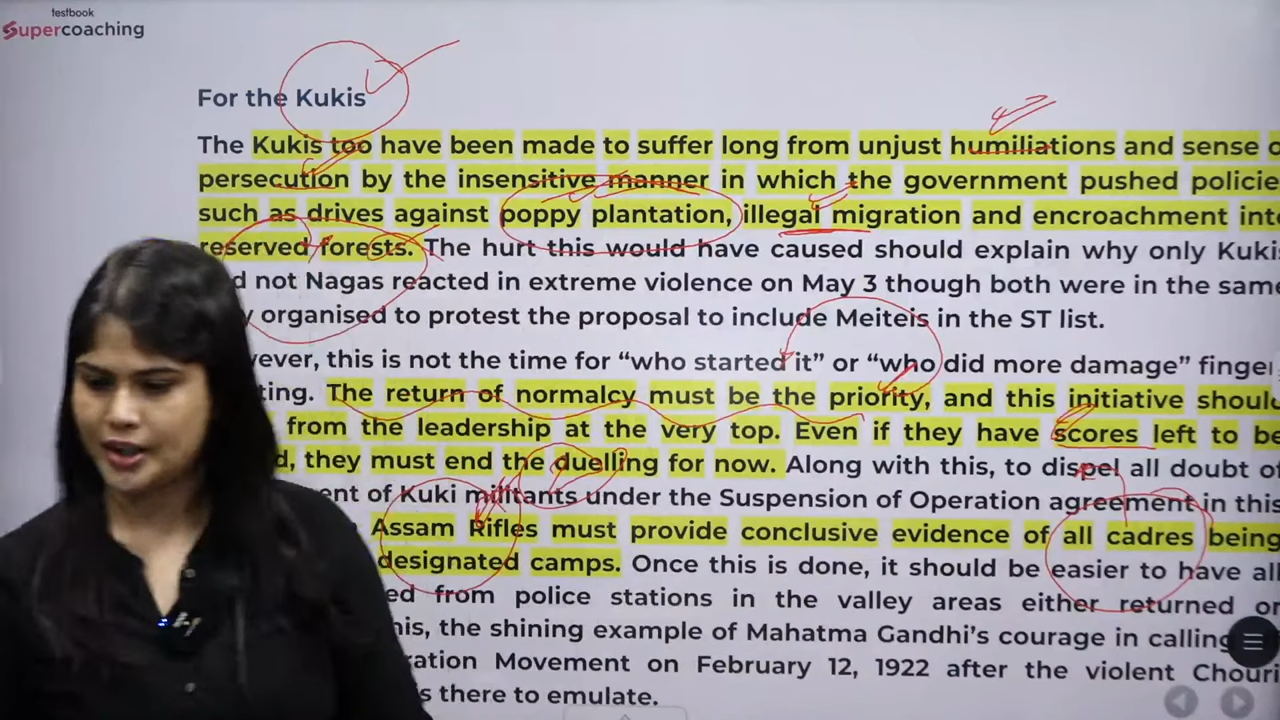 testbook
Supercoaching
For the Kukis
The Kukis too have been made to suffer long from unjust humiliations and sense
persecution by the insensitive manner in which the government pushed policie
such as drives against poppy plantation, illegal migration and encroachment int
reserved forests. The hurt this would have caused should explain why only Kuki
d not Nagas reacted in extreme violence on May 3 though both were in the same
y organised to protest the proposal to include Meiteis in the ST list.
wever, this is not the time for “who started it” or “who did more damage” finger
ting. The return of normalcy must be the priority, and this initiative shoul
from the leadership at the very top. Even if they have scores left to be
d, they must end the duelling for now. Along with this, to dispel all doubt of
ent of Kuki militants under the Suspension of Operation agreement in this
Assam Rifles must provide conclusive evidence of all cadres being
designated camps. Once this is done, it should be easier to have all
ed from police stations in the valley areas either returned or
his, the shining example of Mahatma Gandhi’s courage in calling
ration Movement on February 12, 1922 after the violent Chouri
s there to emulate.